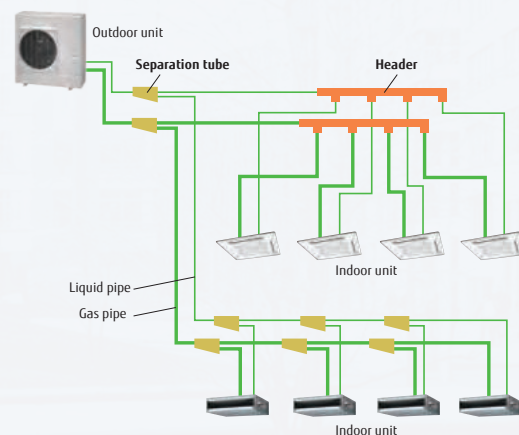 Outdoor unit
Separation tube
Header
Indoor unit
Liquid pipe
Gas pipe
Indoor unit